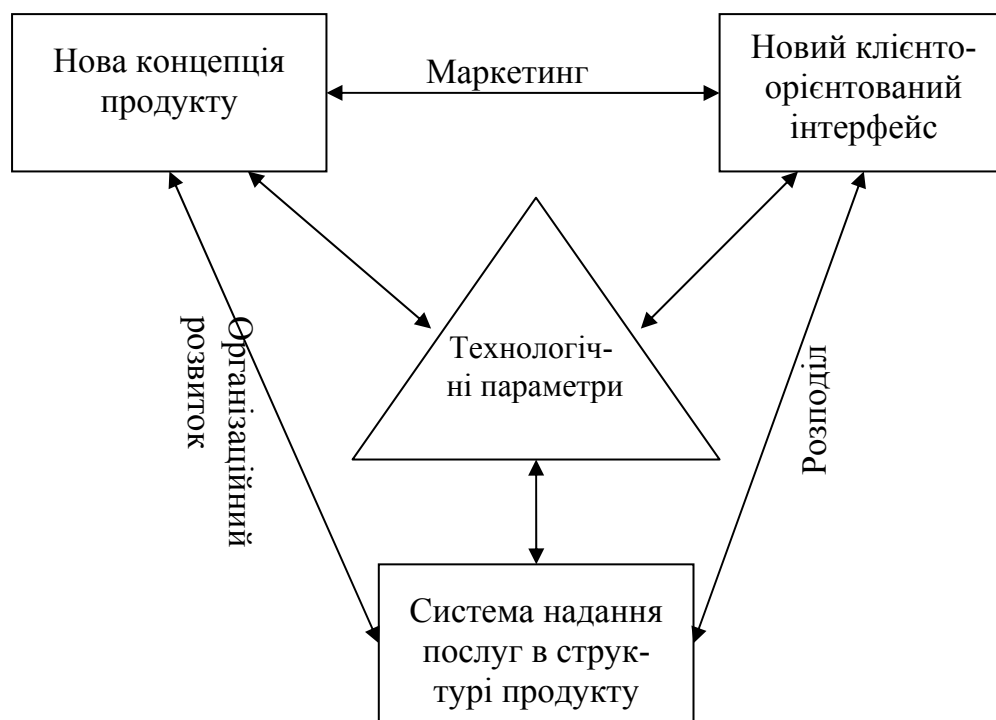 Нова концепція
продукту
Маркетинг
Новий клієнто-
орієнтований
інтерфейс
Організаційний
розвиток
Технологіч-
ні параметри
Розподіл
Система надання
послуг в струк-
турі продукту